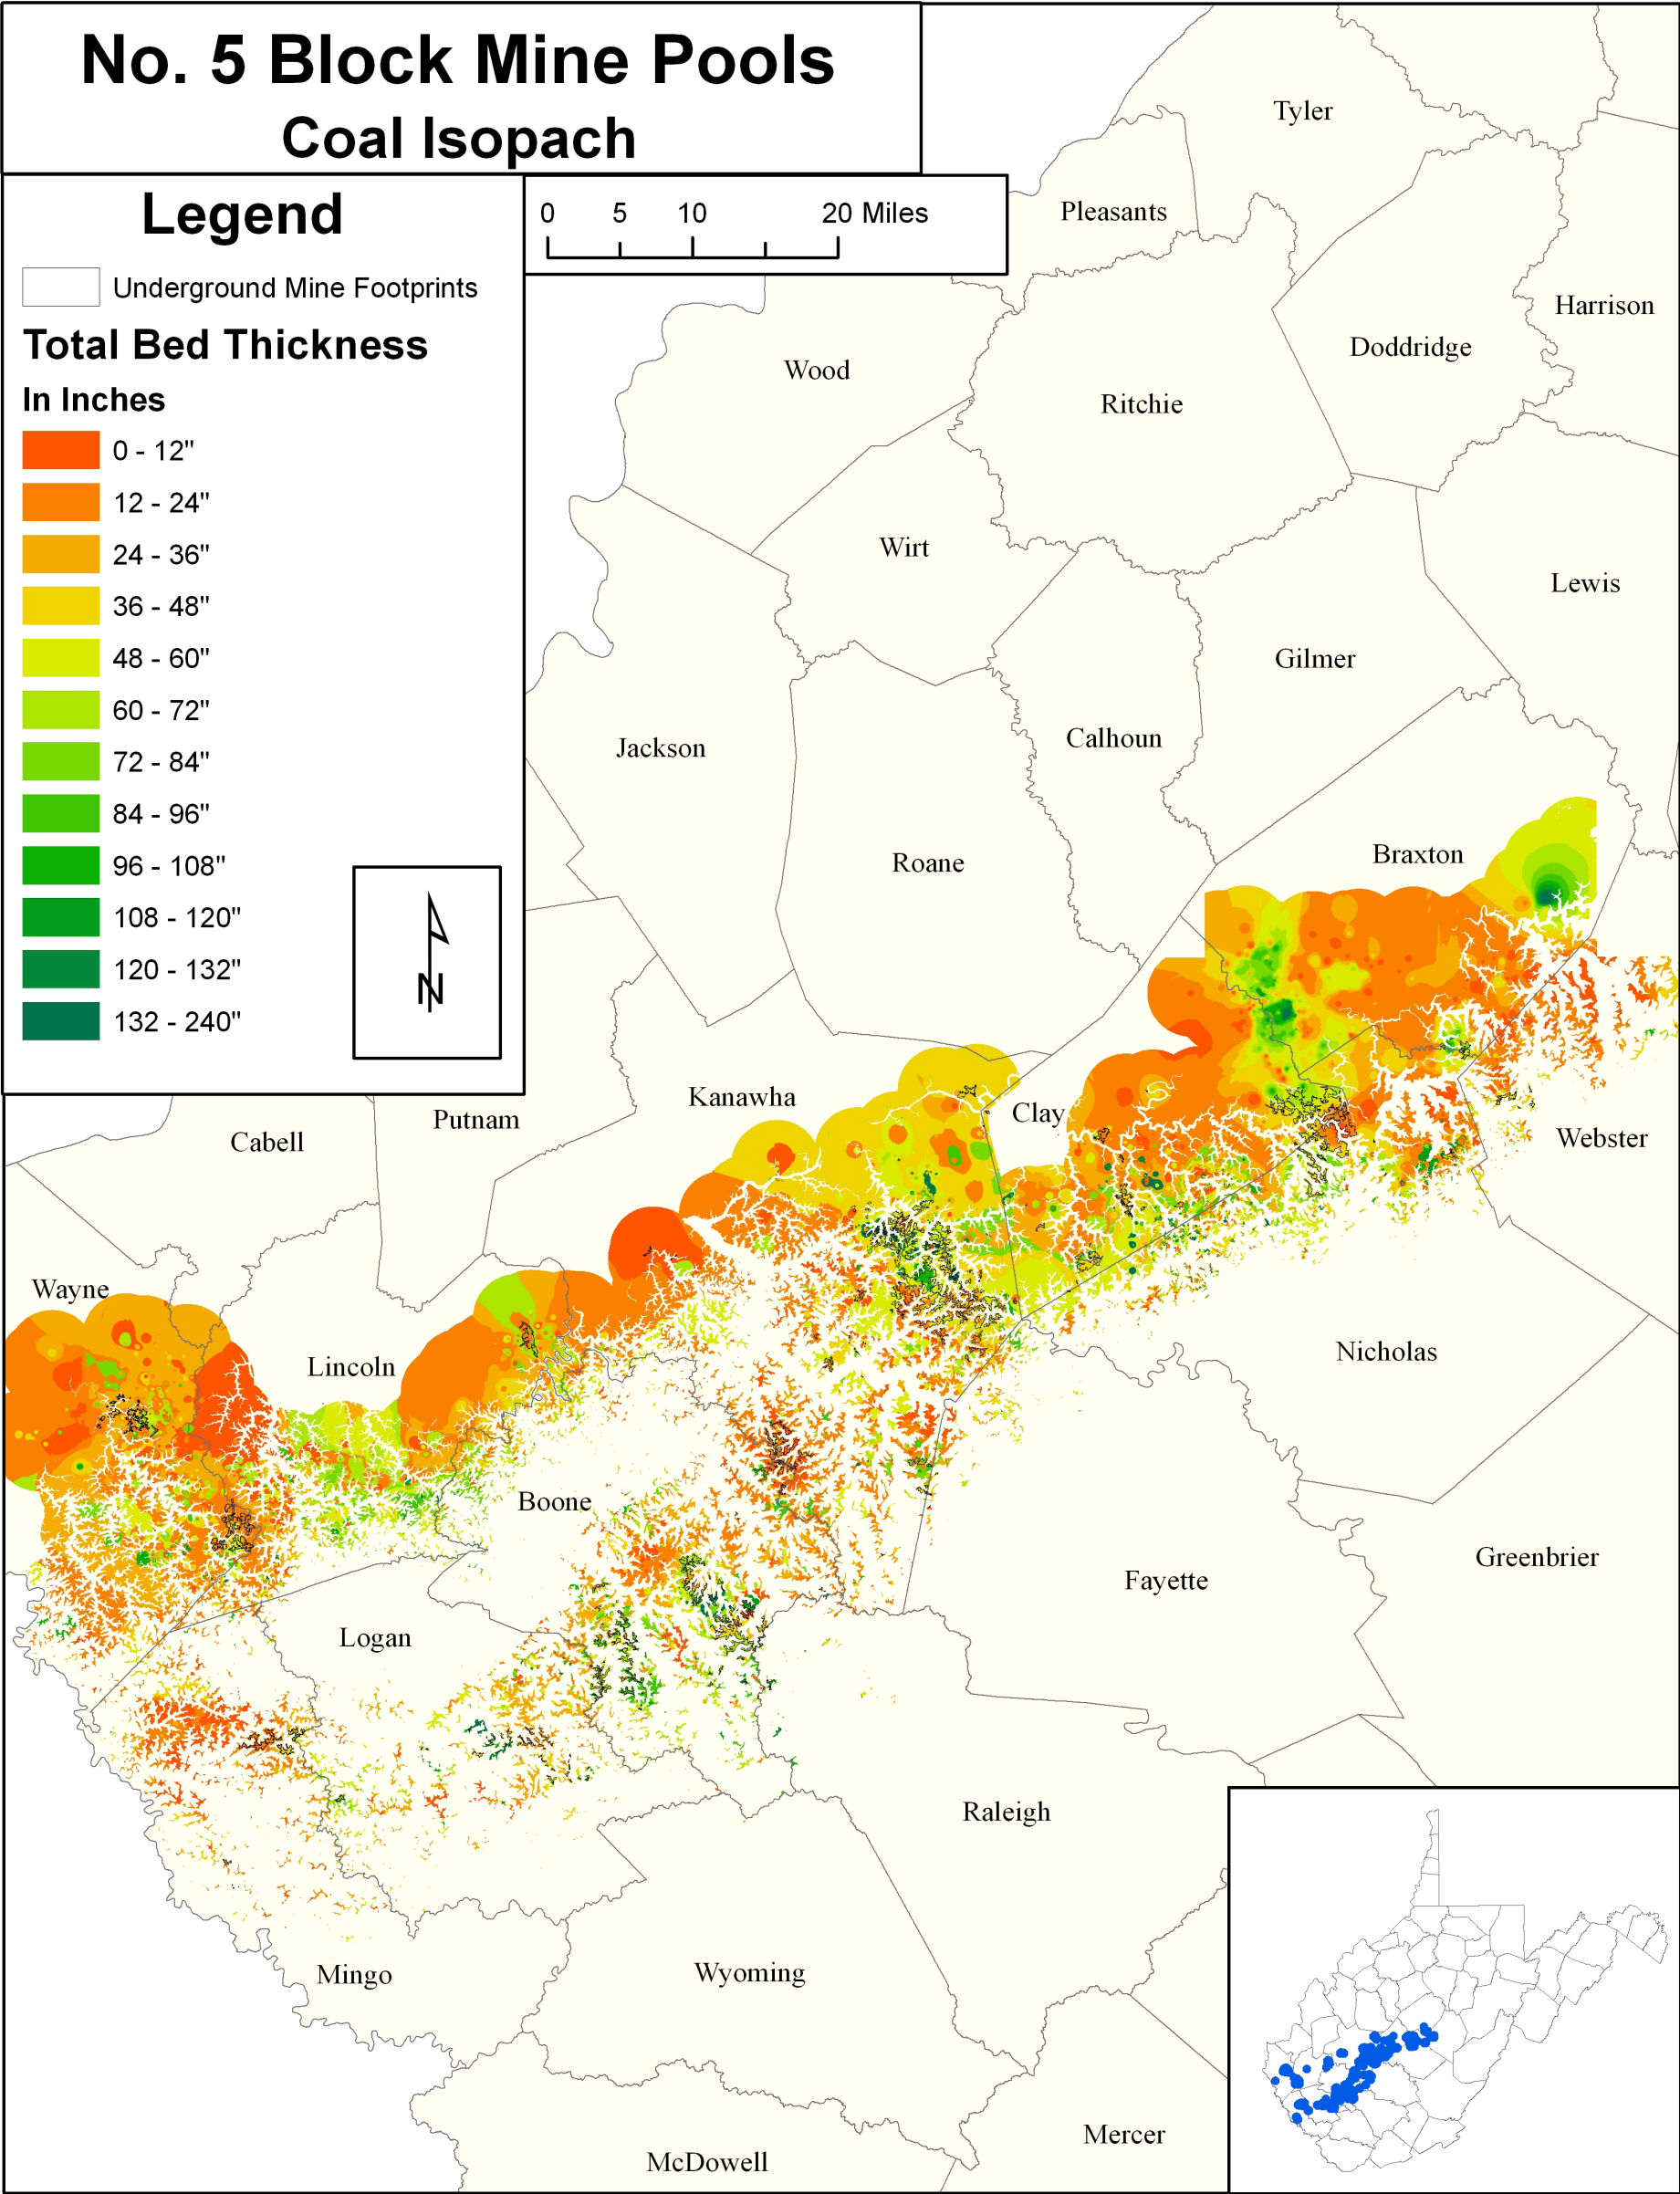 No. 5 Block Mine Pools
Coal Isopach
Legend
Underground Mine Footprints
Total Bed Thickness
In Inches
0 - 12"
12 - 24"
24 - 36"
36 - 48"
48 - 60"
60 - 72"
72 - 84"
84 - 96"
96 - 108"
108 - 120"
120 - 132"
132 - 240"
N
0 5 10 20 Miles
Tyler
Pleasants
Harrison
Doddridge
Wood
Ritchie
Wirt
Lewis
Gilmer
Calhoun
Jackson
Braxton
Roane
Kanawha
Clay
Putnam
Cabell
Webster
Wayne
Lincoln
Nicholas
Boone
Greenbrier
Fayette
Logan
Raleigh
Mingo
Wyoming
Mercer
McDowell